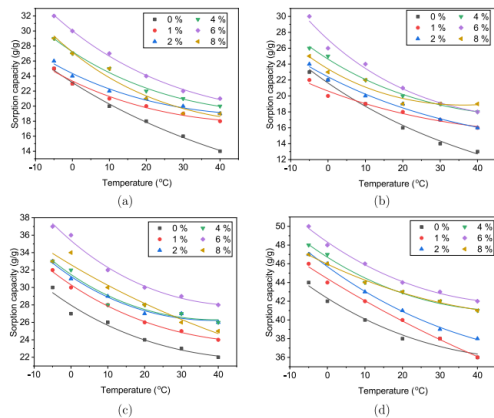 32
30
28
26
24
22
20
18
16
14
Sorption capacity (g/g)
0 % 4 %
1 % 6 %
2 % 8 %
-10 0 10 20 30 40
Temperature (°C)
(a)
30
28
26
24
22
20
18
16
14
12
Sorption capacity (g/g)
0 % 4 %
1 % 6 %
2 % 8 %
-10 0 10 20 30 40
Temperature (°C)
(b)
38
36
34
32
30
28
26
24
22
20
Sorption capacity (g/g)
0 % 4 %
1 % 6 %
2 % 8 %
-10 0 10 20 30 40
Temperature (°C)
(c)
50
48
46
44
42
40
38
36
Sorption capacity (g/g)
0 % 4 %
1 % 6 %
2 % 8 %
-10 0 10 20 30 40
Temperature (°C)
(d)